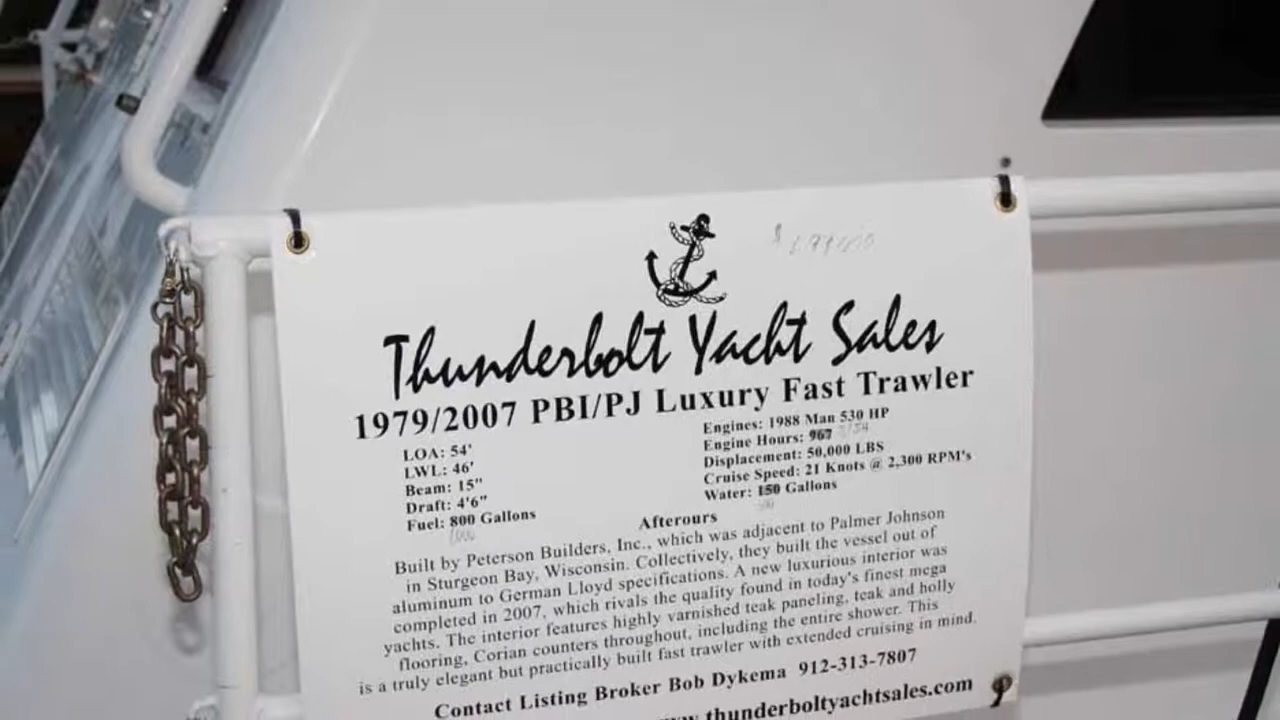 Thunderbolt Yacht Sales
1979/2007 PBI/PJ Luxury Fast Trawler
LOA: 54'
LWL: 46'
Beam: 15"
Draft: 4'6"
Fuel: 800 Gallons
Engines: 1988 Man 530 HP
Engine Hours: 967
Displacement: 50,000 LBS
Cruise Speed: 21 Knots @ 2,300 RPM's
Water: 150 Gallons
Afterours
Built by Peterson Builders, Inc., which was adjacent to Palmer Johnson
in Sturgeon Bay, Wisconsin. Collectively, they built the vessel out of
aluminum to German Lloyd specifications. A new luxurious interior was
completed in 2007, which rivals the quality found in today's finest mega
yachts. The interior features highly varnished teak paneling, teak and holly
flooring, Corian counters throughout, including the entire shower. This
is a truly elegant but practically built fast trawler with extended cruising in mind.
Contact Listing Broker Bob Dykema 912-313-7807
thunderboltyachtsales.com